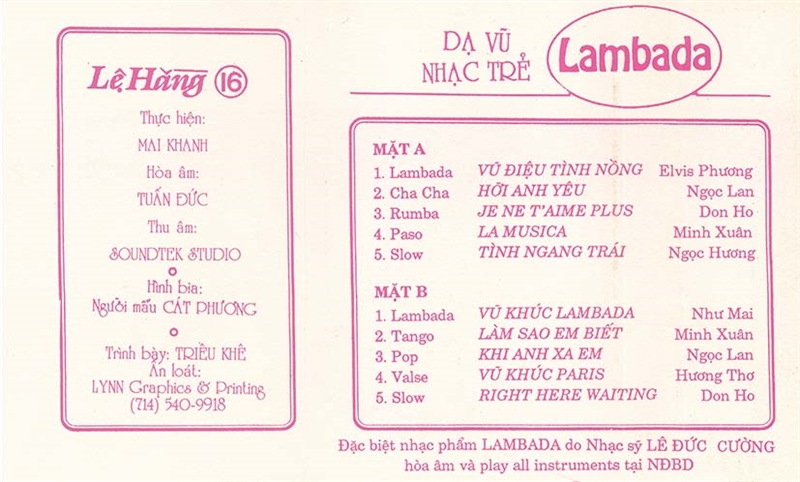 Lệ Hằng 16
Thực hiện:
MAI KHANH
Hòa âm:
TUẤN ĐỨC
Thu âm:
SOUNDTEK STUDIO
Hình bìa:
Người mẫu CÁT PHƯƠNG
Trình bày: TRIỀU KHÊ
Ấn loát:
LYNN Graphics & Printing
(714) 540-9918
DẠ VŨ
NHẠC TRẺ
Lambada
MẶT A
1. Lambada VŨ ĐIỆU TÌNH NỒNG Elvis Phương
2. Cha Cha HỜI ANH YÊU Ngọc Lan
3. Rumba JE NE T'AIME PLUS Don Ho
4. Paso LA MUSICA Minh Xuân
5. Slow TÌNH NGANG TRÁI Ngọc Hương
MẶT B
1. Lambada VŨ KHÚC LAMBADA Như Mai
2. Tango LÀM SAO EM BIẾT Minh Xuân
3. Pop KHI ANH XA EM Ngọc Lan
4. Valse VŨ KHÚC PARIS Hương Thơ
5. Slow RIGHT HERE WAITING Don Ho
Đặc biệt nhạc phẩm LAMBADA do Nhạc sỹ LÊ ĐỨC CƯỜNG
hòa âm và play all instruments tại NĐBD